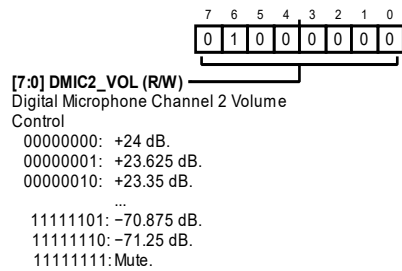 7 6 5 4 3 2 1 0
0 1 0 0 0 0 0 0
[7:0] DMIC2_VOL (R/W)
Digital Microphone Channel 2 Volume
Control
00000000: +24 dB.
00000001: +23.625 dB.
00000010: +23.35 dB.
...
11111101: −70.875 dB.
11111110: −71.25 dB.
11111111: Mute.